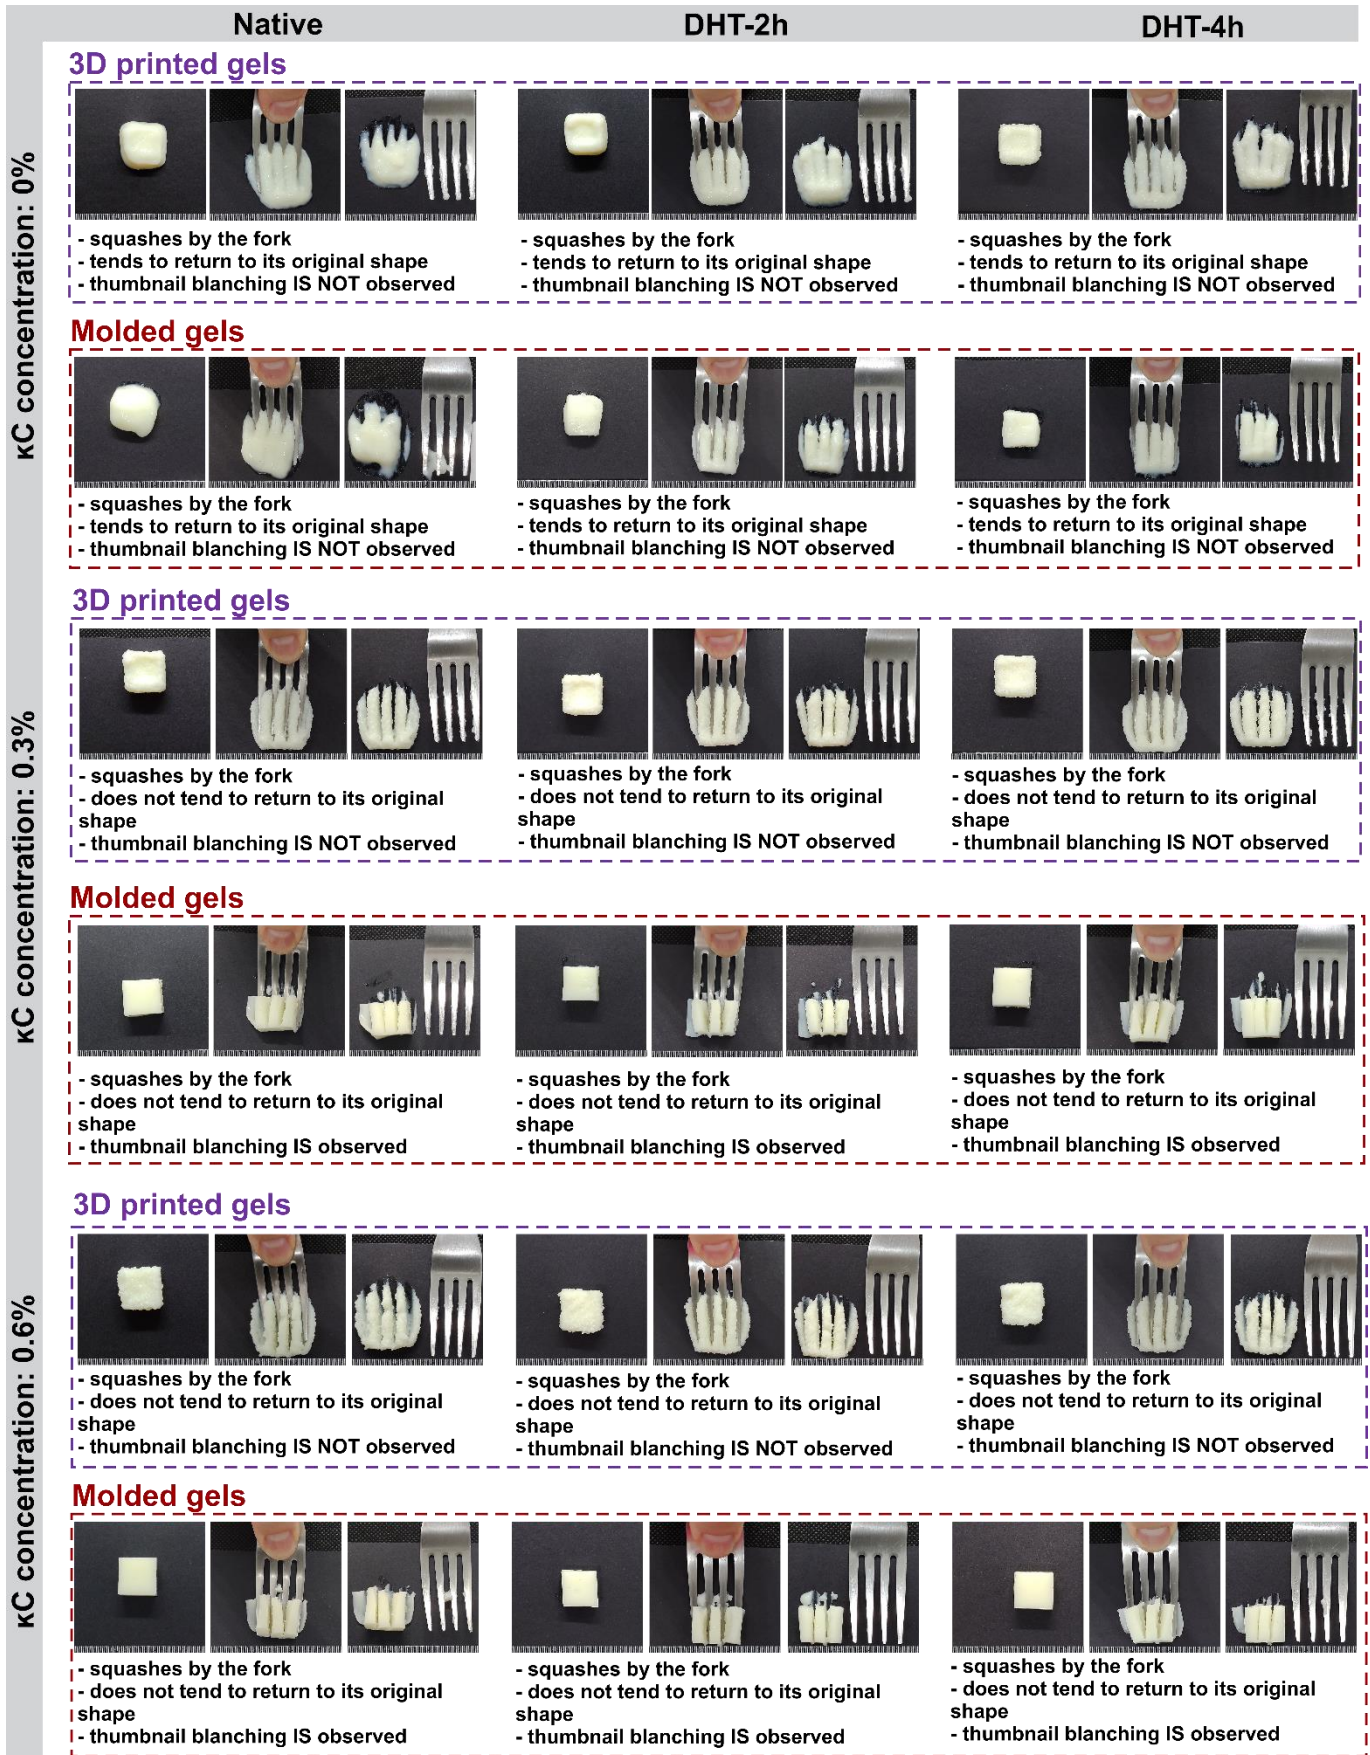 Native DHT-2h DHT-4h
κC concentration: 0%
3D printed gels
- squashes by the fork
- tends to return to its original shape
- thumbnail blanching IS NOT observed
- squashes by the fork
- tends to return to its original shape
- thumbnail blanching IS NOT observed
- squashes by the fork
- tends to return to its original shape
- thumbnail blanching IS NOT observed
Molded gels
- squashes by the fork
- tends to return to its original shape
- thumbnail blanching IS NOT observed
- squashes by the fork
- tends to return to its original shape
- thumbnail blanching IS NOT observed
- squashes by the fork
- tends to return to its original shape
- thumbnail blanching IS NOT observed
κC concentration: 0.3%
3D printed gels
- squashes by the fork
- does not tend to return to its original
shape
- thumbnail blanching IS NOT observed
- squashes by the fork
- does not tend to return to its original
shape
- thumbnail blanching IS NOT observed
- squashes by the fork
- does not tend to return to its original
shape
- thumbnail blanching IS NOT observed
Molded gels
- squashes by the fork
- does not tend to return to its original
shape
- thumbnail blanching IS observed
- squashes by the fork
- does not tend to return to its original
shape
- thumbnail blanching IS observed
- squashes by the fork
- does not tend to return to its original
shape
- thumbnail blanching IS observed
κC concentration: 0.6%
3D printed gels
- squashes by the fork
- does not tend to return to its original
shape
- thumbnail blanching IS NOT observed
- squashes by the fork
- does not tend to return to its original
shape
- thumbnail blanching IS NOT observed
- squashes by the fork
- does not tend to return to its original
shape
- thumbnail blanching IS NOT observed
Molded gels
- squashes by the fork
- does not tend to return to its original
shape
- thumbnail blanching IS observed
- squashes by the fork
- does not tend to return to its original
shape
- thumbnail blanching IS observed
- squashes by the fork
- does not tend to return to its original
shape
- thumbnail blanching IS observed